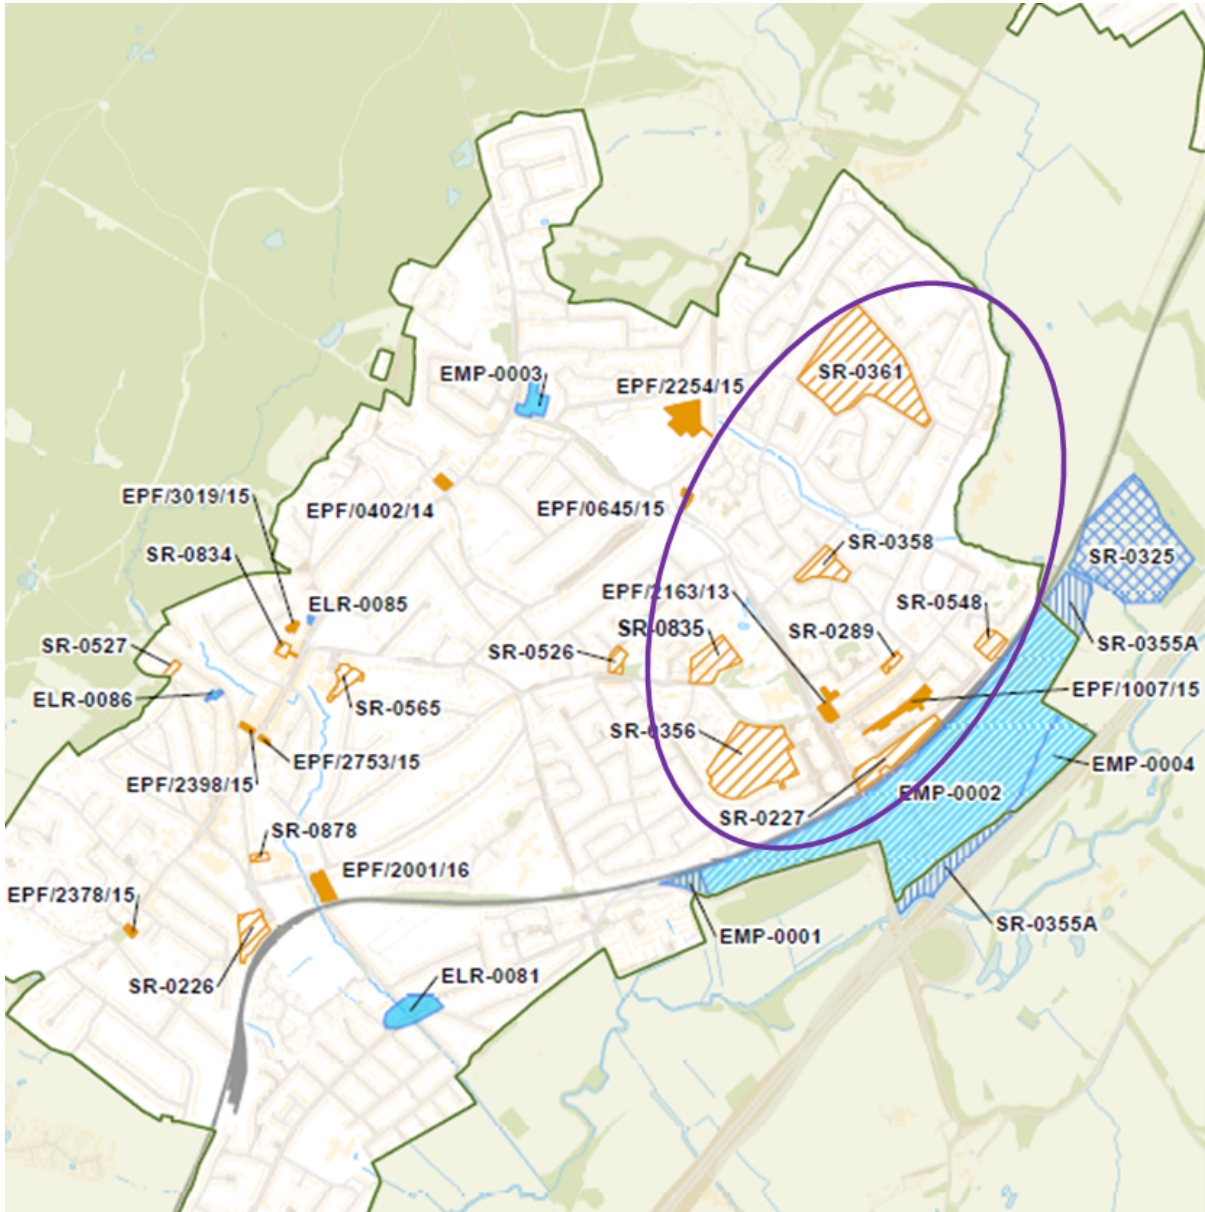 EMP-0003
SR-0361
EPF/2254/15
EPF/3019/15
EPF/0402/14
EPF/0645/15
SR-0834
SR-0358
SR-0325
EPF/2163/13
ELR-0085
SR-0548
SR-0835
SR-0289
SR-0527
SR-0526
SR-0355A
ELR-0086
SR-0565
EPF/1007/15
SR-0356
EPF/2753/15
EMP-0004
EPF/2398/15
EMP-0002
SR-0227
SR-0878
EPF/2001/16
EPF/2378/15
EMP-0001
SR-0355A
SR-0226
ELR-0081